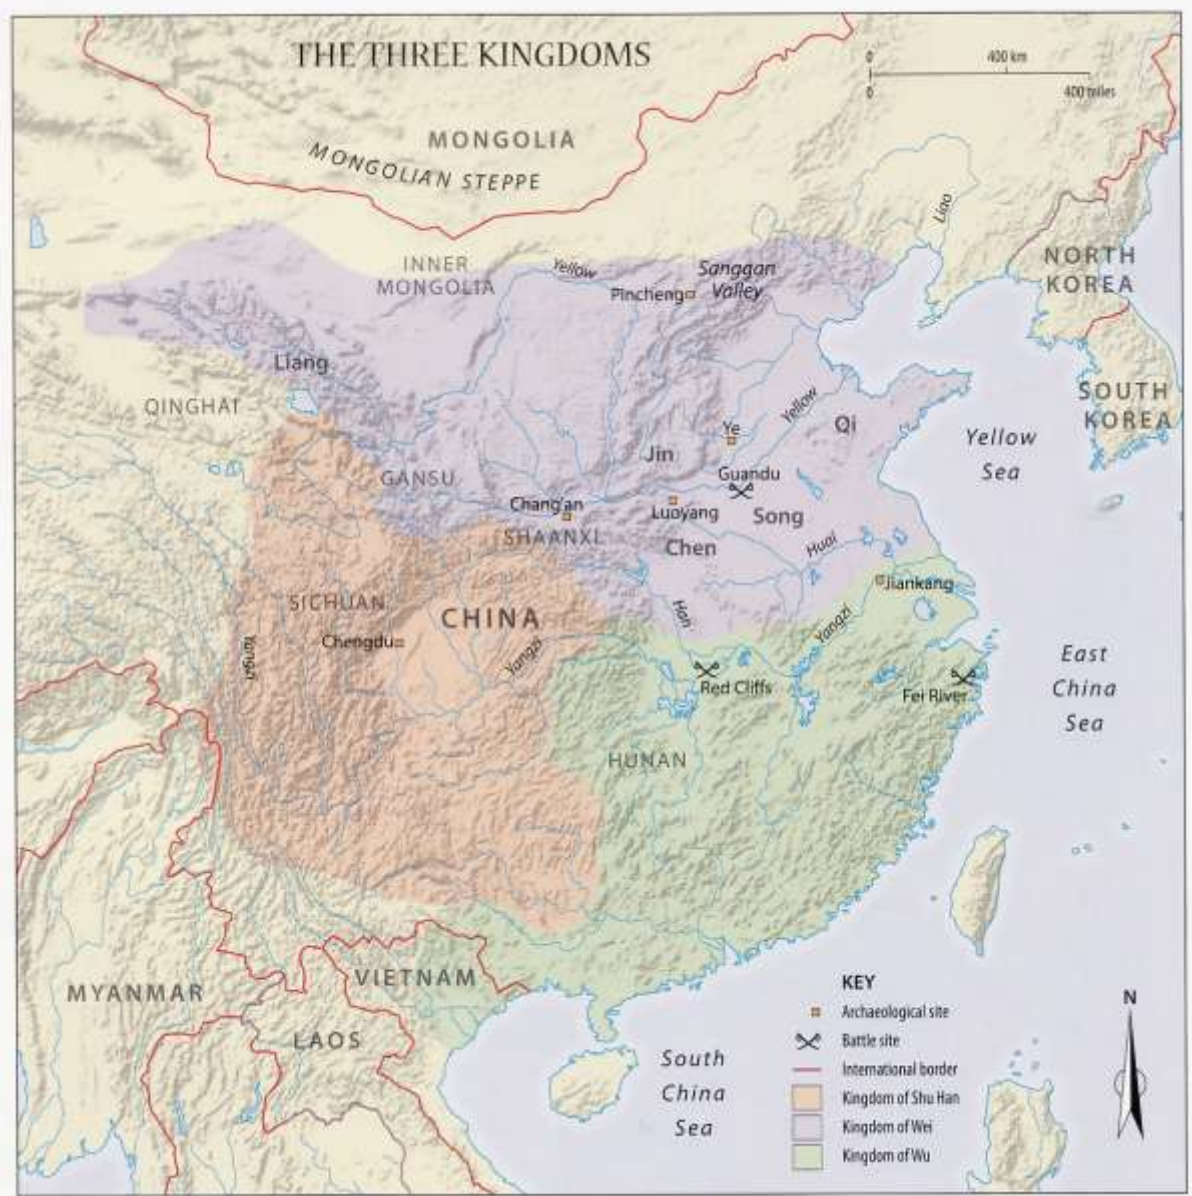 THE THREE KINGDOMS
0 400 km
0 400 miles
MONGOLIA
MONGOLIAN STEPPE
Liao
INNER
MONGOLIA
Yellow
Sanggan
Valley
Pincheng
NORTH
KOREA
Liang
QINGHAI
SOUTH
KOREA
Yellow
Qi
Ye
Jin
Yellow
Sea
GANSU
Guandu
Chang'an
Luoyang
Song
SHAANXI
Chen
Huai
Jiankang
SICHUAN
CHINA
Han
Chengdu
Yangzi
Yangzi
Yangzi
Red Cliffs
Fei River
East
China
Sea
HUNAN
VIETNAM
MYANMAR
LAOS
South
China
Sea
KEY
Archaeological site
Battle site
International border
Kingdom of Shu Han
Kingdom of Wei
Kingdom of Wu
N